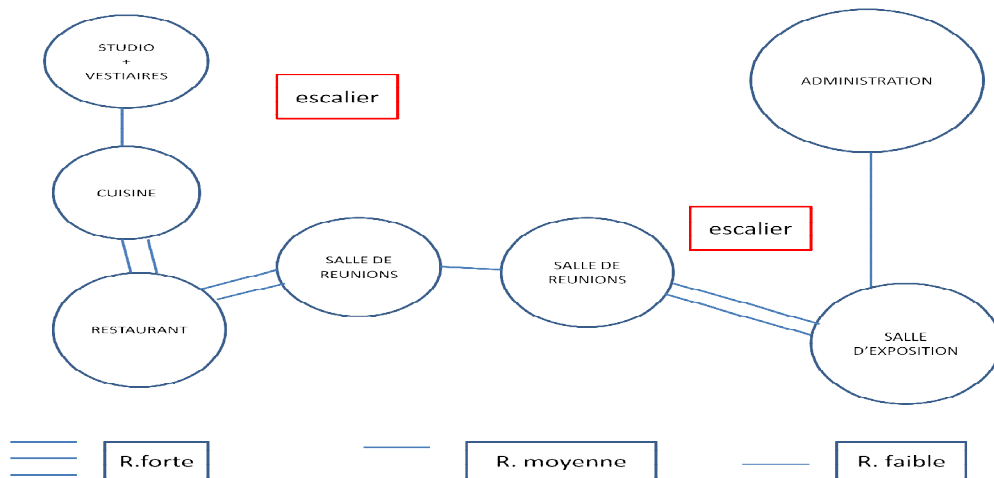 STUDIO
+
VESTIAIRES
ADMINISTRATION
escalier
CUISINE
escalier
SALLE DE
REUNIONS
SALLE DE
REUNIONS
RESTAURANT
SALLE
D’EXPOSITION
R.forte
R. moyenne
R. faible